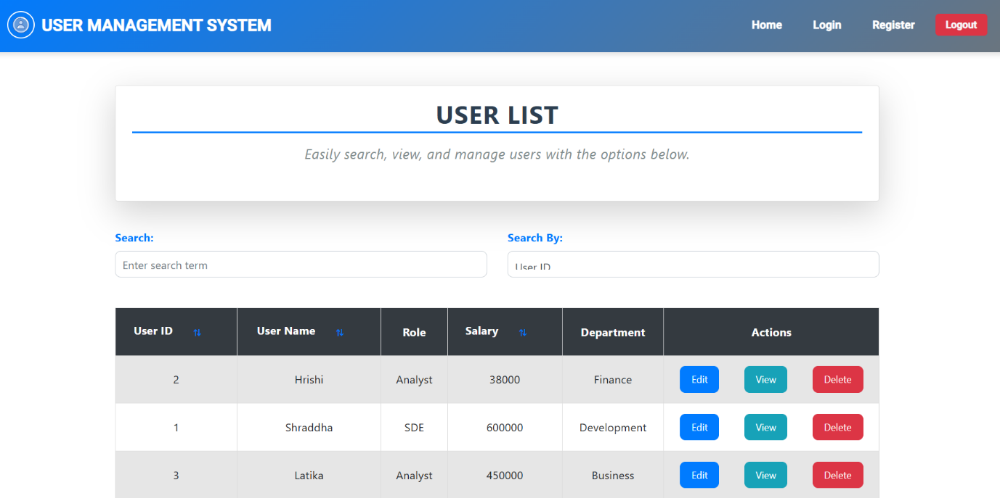 USER MANAGEMENT SYSTEM Home Login Register Logout
USER LIST
Easily search, view, and manage users with the options below.
Search: Search By:
Enter search term User ID
User ID User Name Role Salary Department Actions
2 Hrishi Analyst 38000 Finance Edit View Delete
1 Shraddha SDE 600000 Development Edit View Delete
3 Latika Analyst 450000 Business Edit View Delete